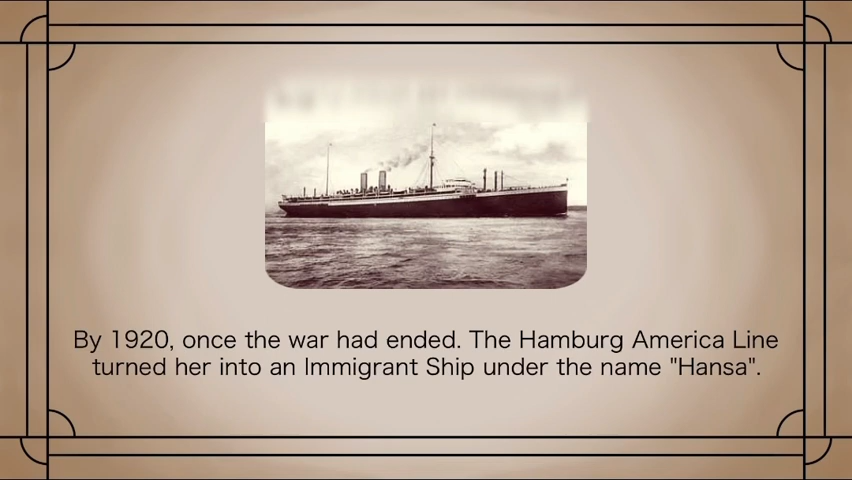 By 1920, once the war had ended. The Hamburg America Line
turned her into an Immigrant Ship under the name "Hansa".